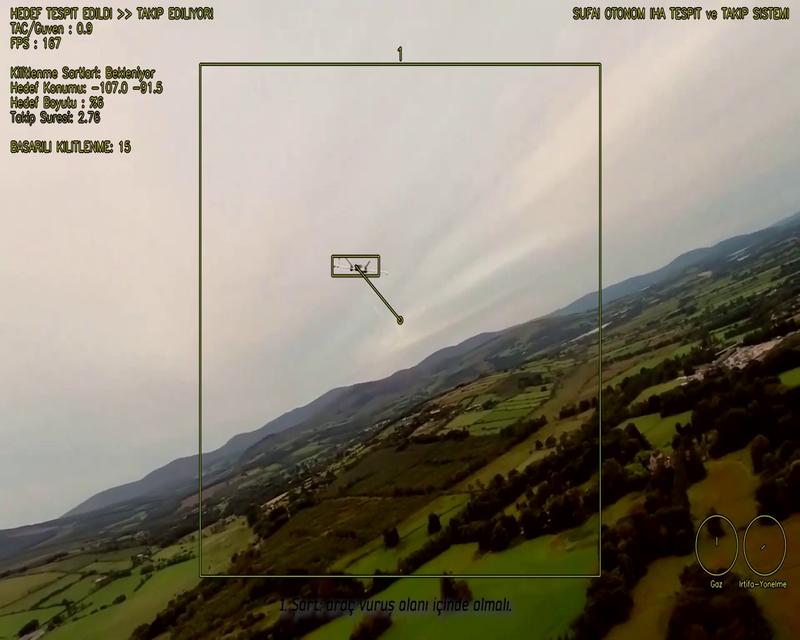 HEDEF TESPIT EDILDI >> TAKIP EDILIYOR!
SUFAI OTONOM IHA TESPIT ve TAKIP SISTEMI
TAC/Guven : 0.9
FPS : 167
Kilitlenme Sartlari: Bekleniyor
Hedef Konumu: -107.0 -91.5
Hedef Boyutu : %6
Takip Suresi: 2.76
BASARILI KILITLENME: 15
1
Gaz
Irtifa-Yonelme
1.Şart: araç vuruş alanı içinde olmalı.